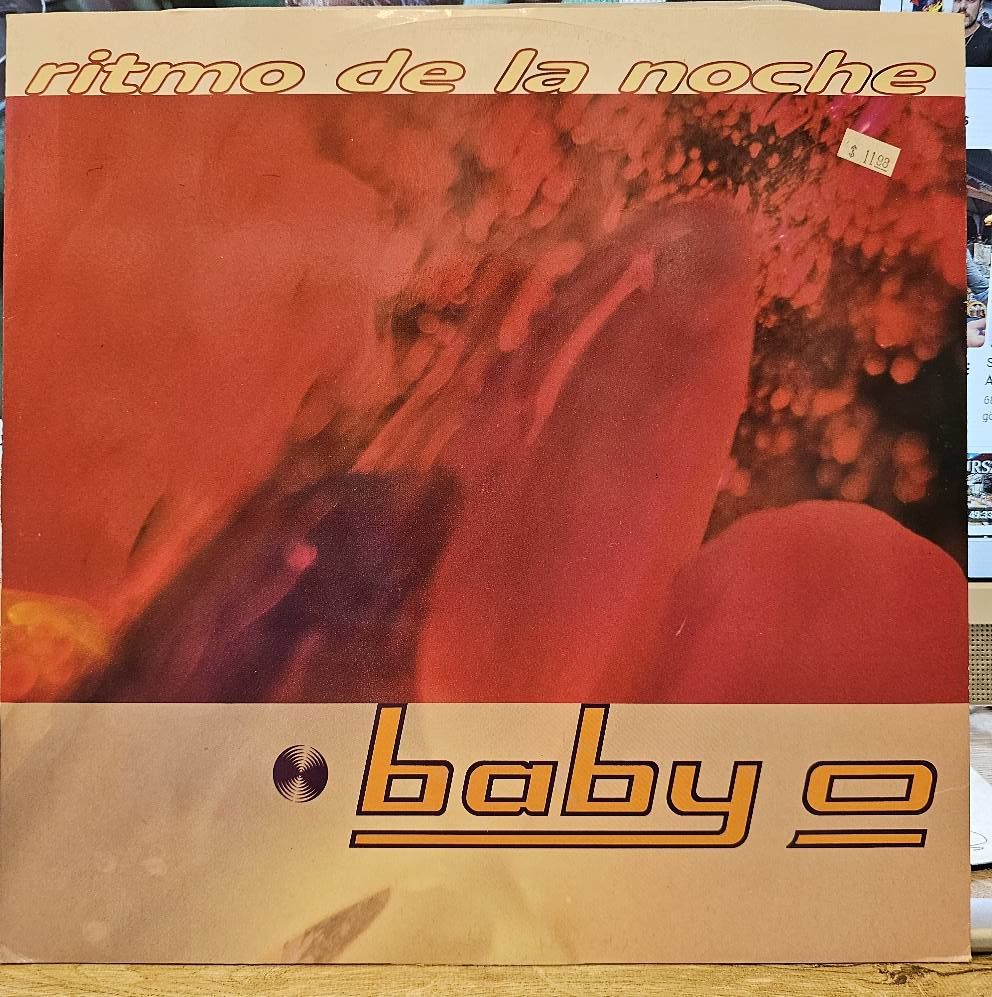 ritmo de la noche
$ 11.98
baby o